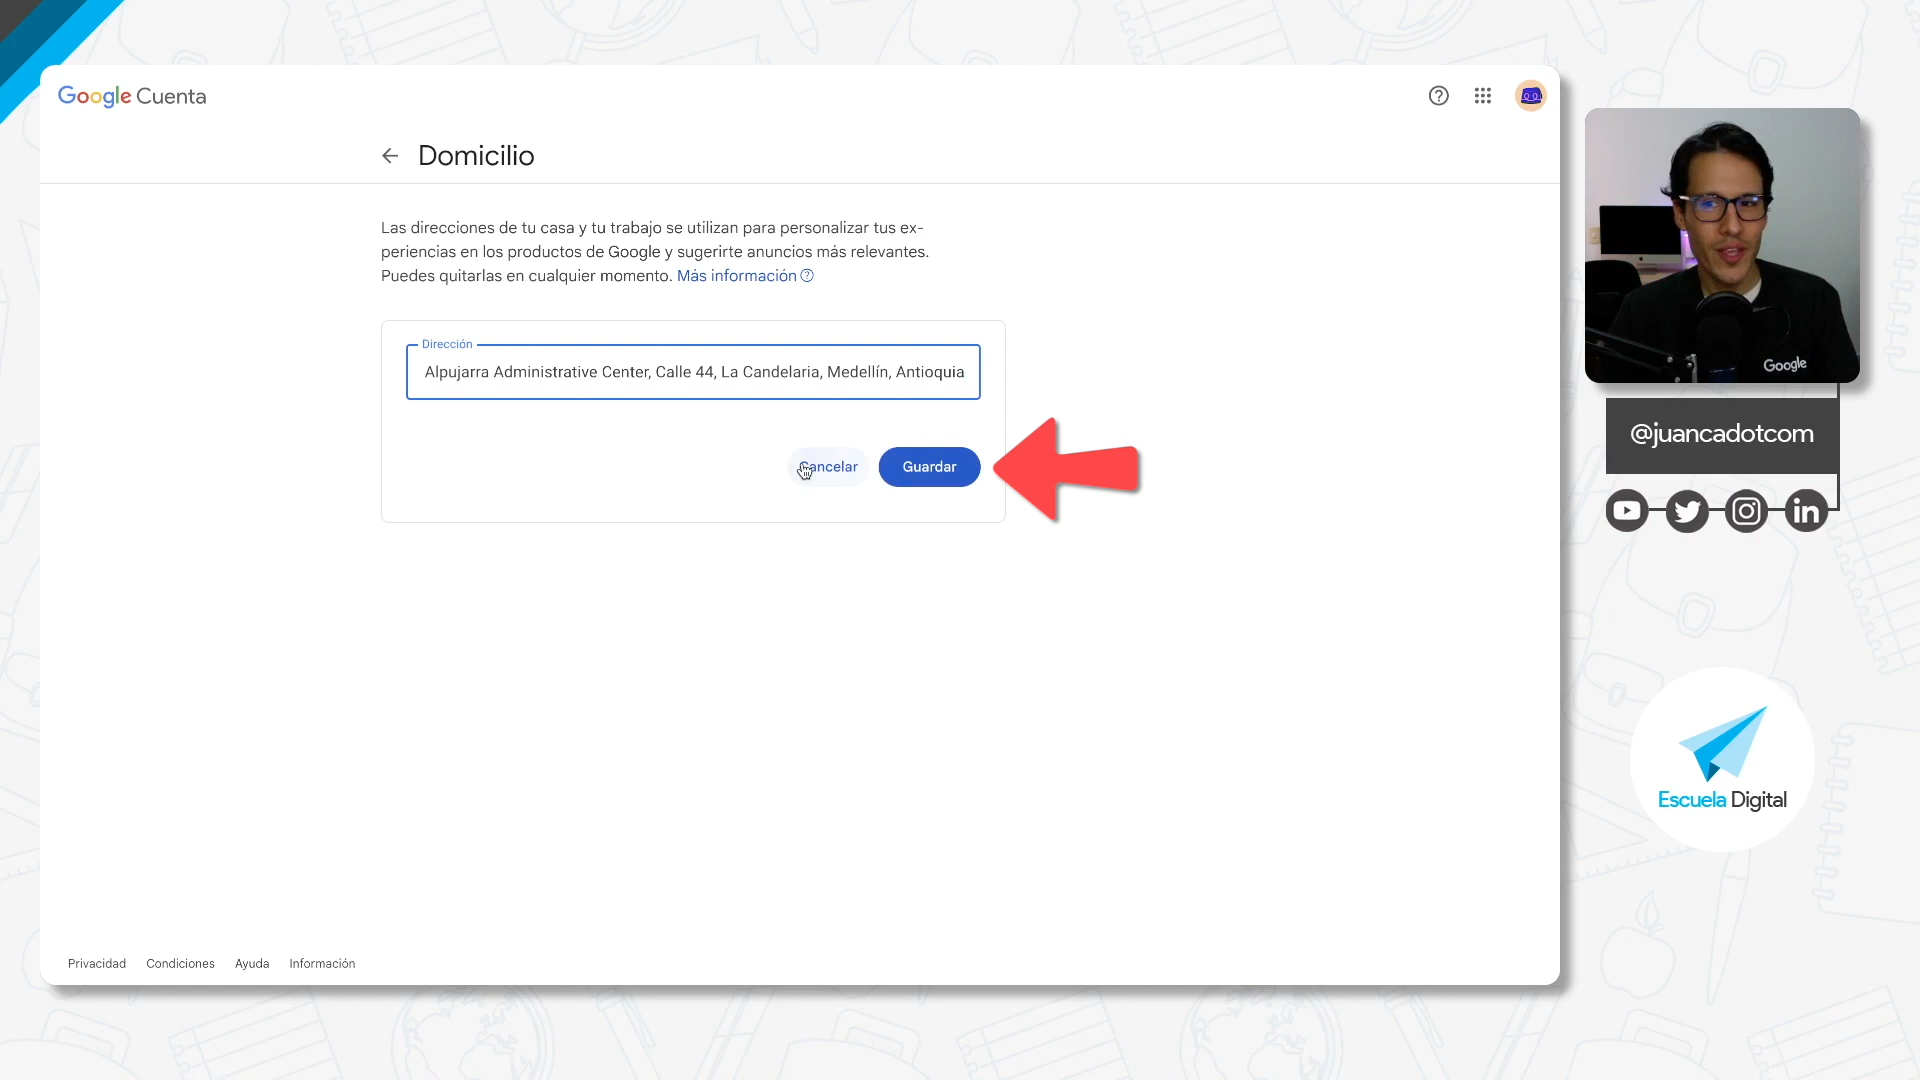 Google Cuenta
Domicilio
Las direcciones de tu casa y tu trabajo se utilizan para personalizar tus ex-
periencias en los productos de Google y sugerirte anuncios más relevantes.
Puedes quitarlas en cualquier momento. Más información
Dirección
Alpujarra Administrative Center, Calle 44, La Candelaria, Medellín, Antioquia
Cancelar
Guardar
Privacidad
Condiciones
Ayuda
Información
Google
@juancadotcom
in
Escuela Digital